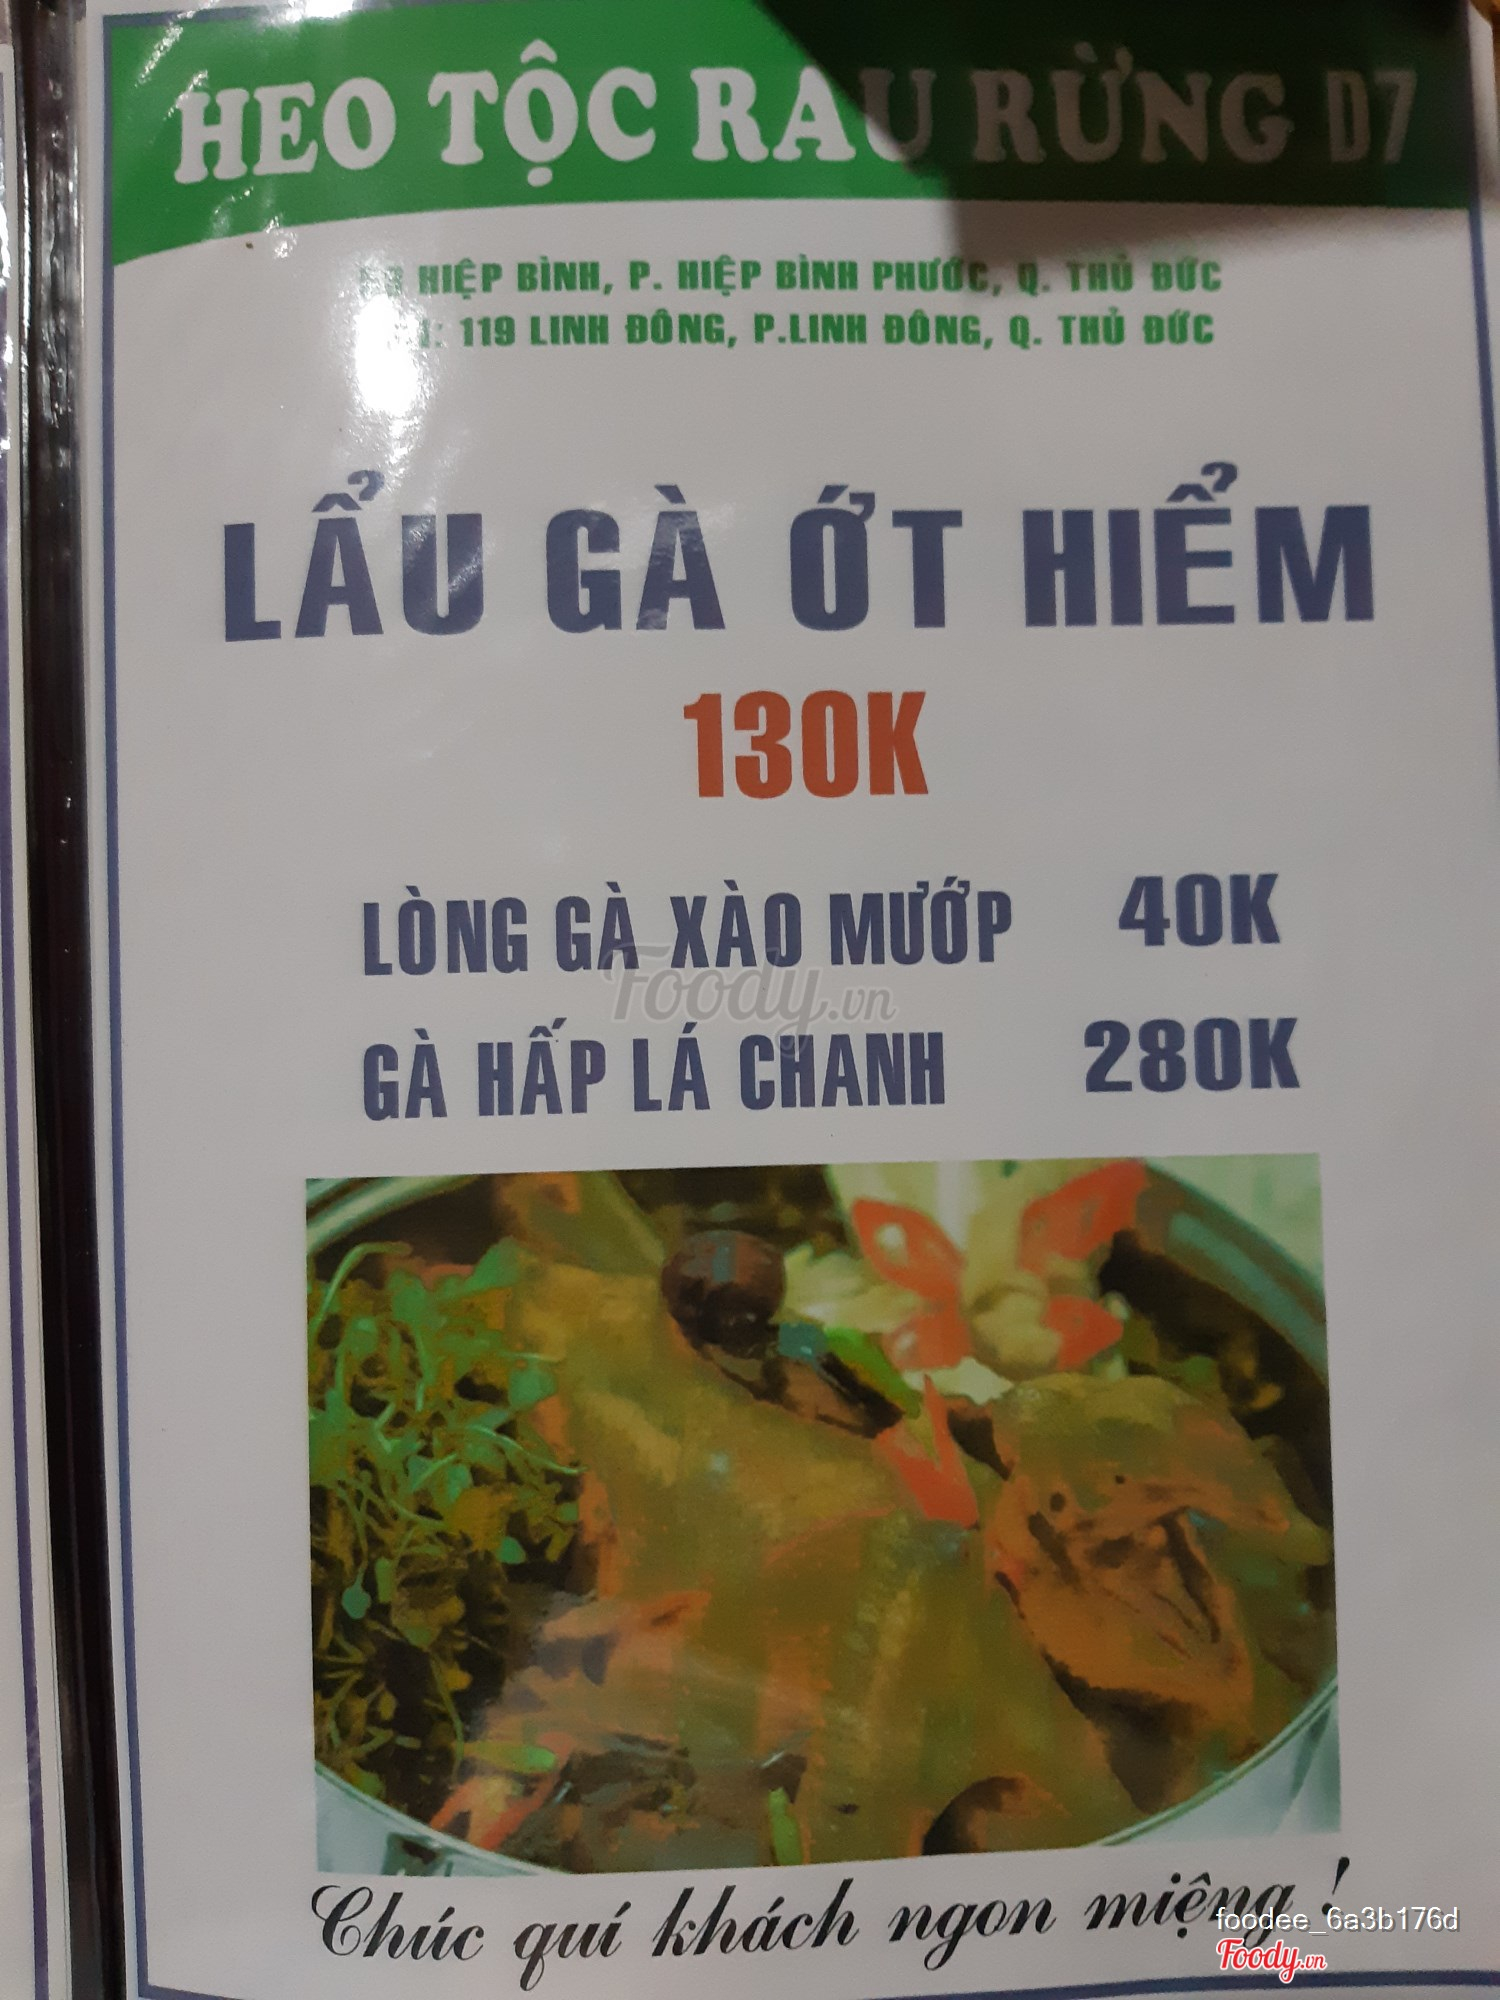 HEO TỘC RAU RỪNG D7
HIỆP BÌNH, P. HIỆP BÌNH PHƯỚC, Q. THỦ ĐỨC
119 LINH ĐÔNG, P.LINH ĐÔNG, Q. THỦ ĐỨC
LẨU GÀ ỚT HIỂM
130K
LÒNG GÀ XÀO MƯỚP 40K
Foody.vn
GÀ HẤP LÁ CHANH 280K
Chúc quí khách ngon miệng !
foodee_6a3b176d
Foody.vn